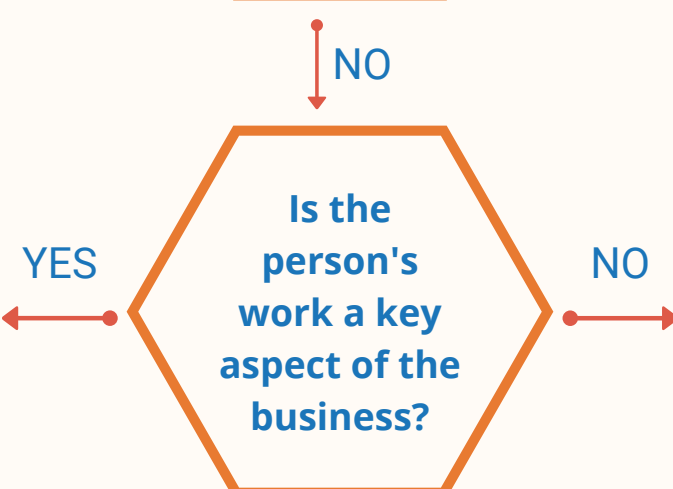 NO
Is the
person's
YES
NO
work a key
aspect of the
business?